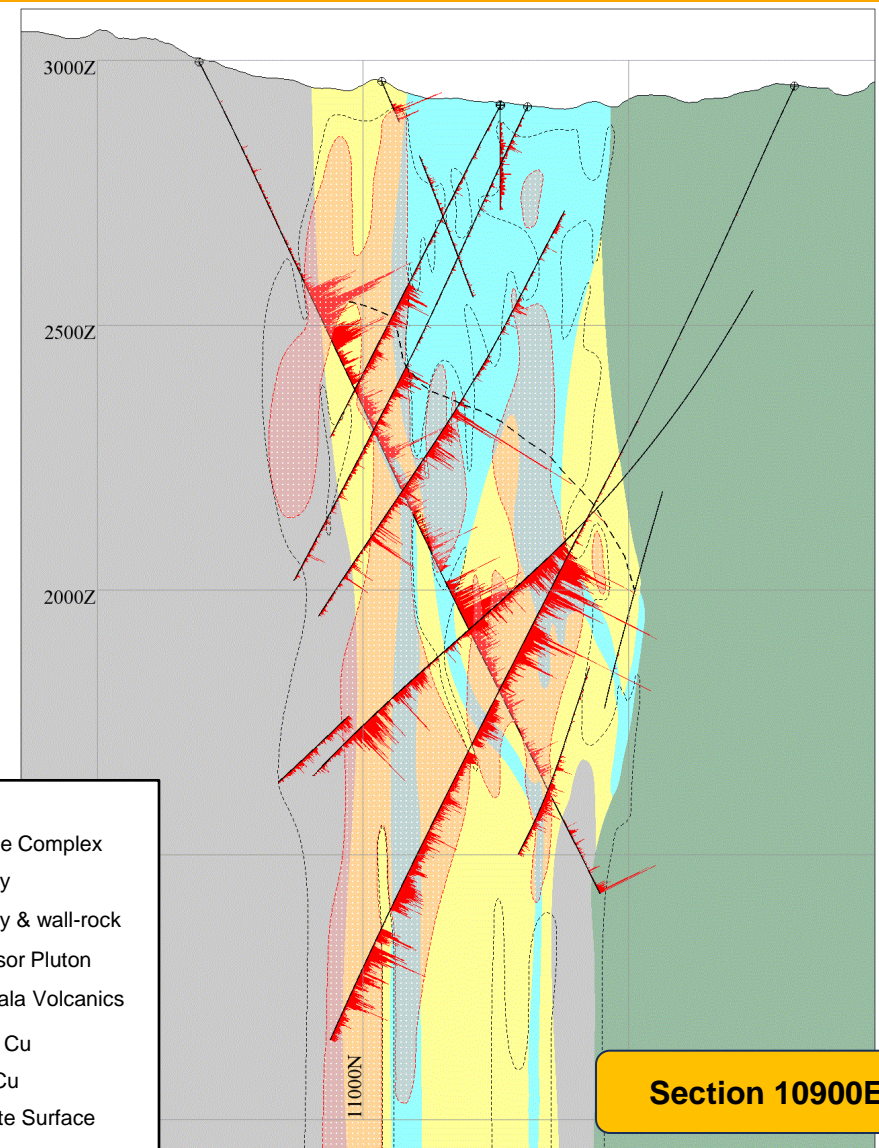 3000Z
2500Z
2000Z
e Complex
y
y & wall-rock
sor Pluton
ala Volcanics
Cu
Cu
te Surface
11000N
Section 10900E